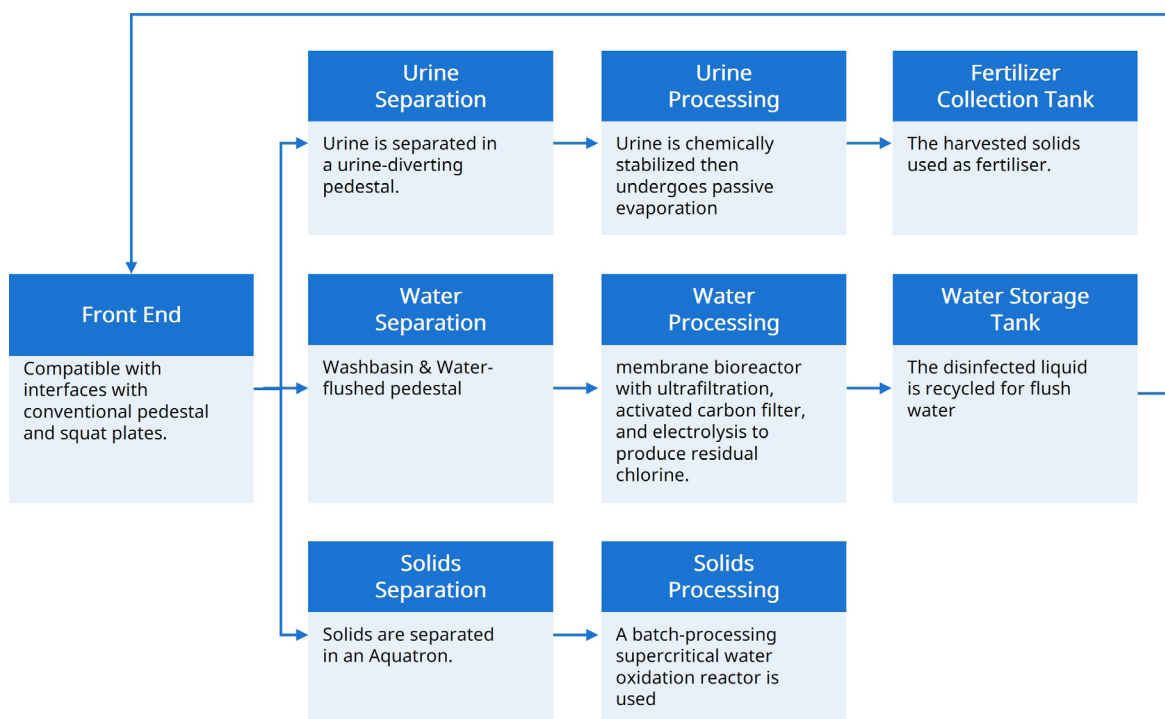 Urine
Separation
Urine is separated in
a urine-diverting
pedestal.
Urine
Processing
Urine is chemically
stabilized then
undergoes passive
evaporation
Fertilizer
Collection Tank
The harvested solids
used as fertiliser.
Front End
Compatible with
interfaces with
conventional pedestal
and squat plates.
Water
Separation
Washbasin & Water-
flushed pedestal
Water
Processing
membrane bioreactor
with ultrafiltration,
activated carbon filter,
and electrolysis to
produce residual
chlorine.
Water Storage
Tank
The disinfected liquid
is recycled for flush
water
Solids
Separation
Solids are separated
in an Aquatron.
Solids
Processing
A batch-processing
supercritical water
oxidation reactor is
used